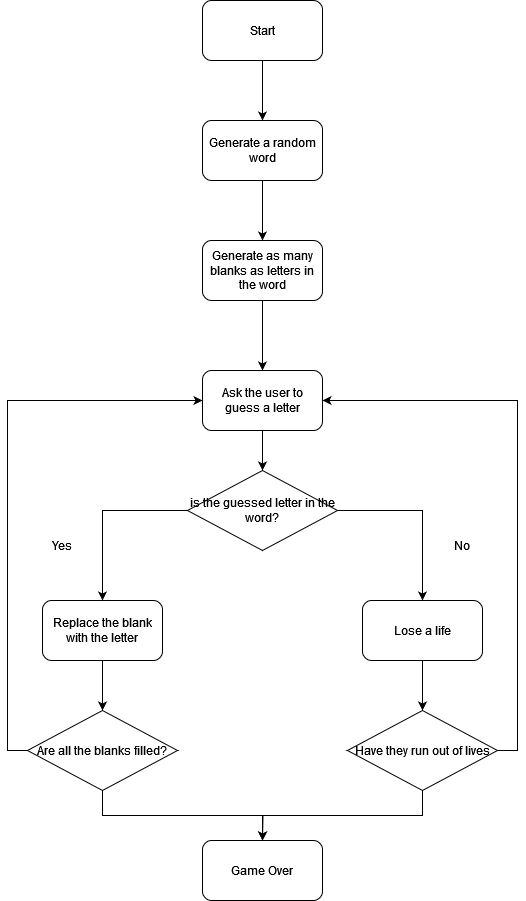 Start
Generate a random
word
Generate as many
blanks as letters in
the word
Ask the user to
guess a letter
is the guessed letter in the
word?
Yes
No
Replace the blank
with the letter
Lose a life
Are all the blanks filled?
Have they run out of lives
Game Over